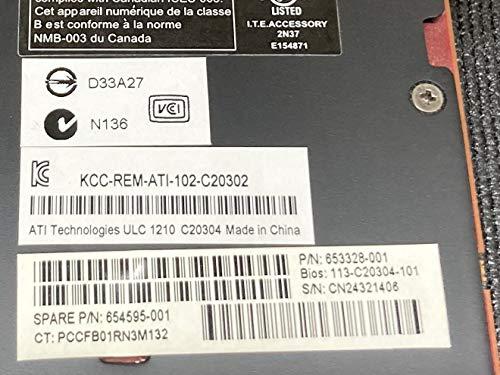 Cet appareil numérique de la classe
B est conforme à la norme
NMB-003 du Canada
LISTED
I.T.E.ACCESSORY
2N37
E154871
D33A27
N136
VCI
KCC-REM-ATI-102-C20302
ATI Technologies ULC 1210 C20304 Made in China
P/N: 653328-001
Bios: 113-C20304-101
S/N: CN24321406
SPARE P/N: 654595-001
CT: PCCFB01RN3M132